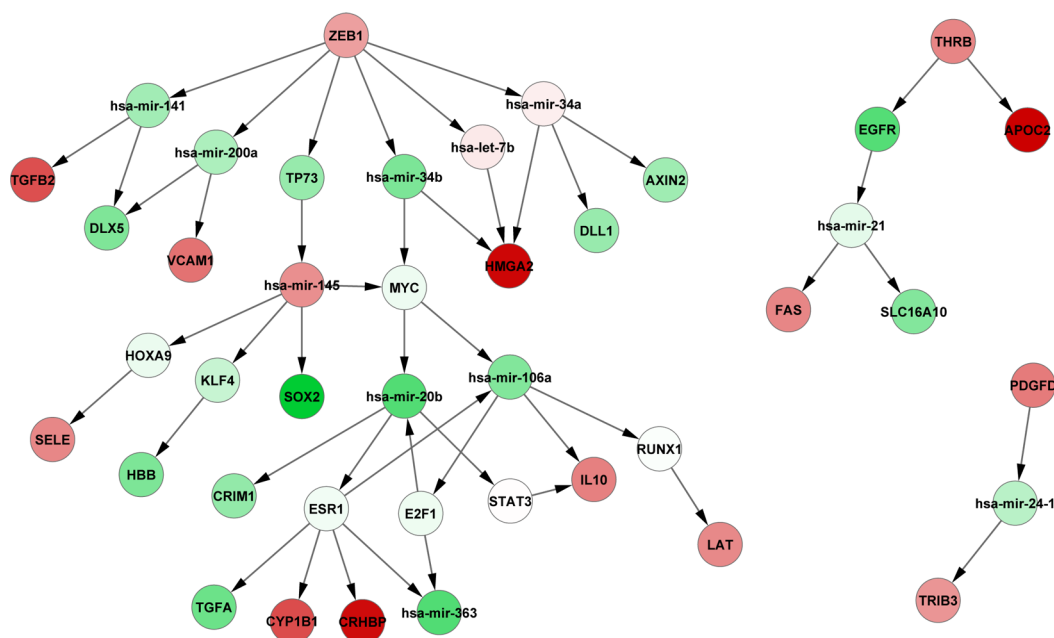 ZEB1
THRB
hsa-mir-141
hsa-mir-34a
EGFR
APOC2
hsa-mir-200a
hsa-let-7b
TGFB2
TP73
hsa-mir-34b
AXIN2
DLX5
DLL1
hsa-mir-21
VCAM1
HMGA2
hsa-mir-145
MYC
FAS
SLC16A10
HOXA9
KLF4
SOX2
hsa-mir-20b
hsa-mir-106a
PDGFD
SELE
RUNX1
HBB
CRIM1
IL10
STAT3
ESR1
E2F1
hsa-mir-24-1
LAT
TGFA
CYP1B1
CRHBP
hsa-mir-363
TRIB3